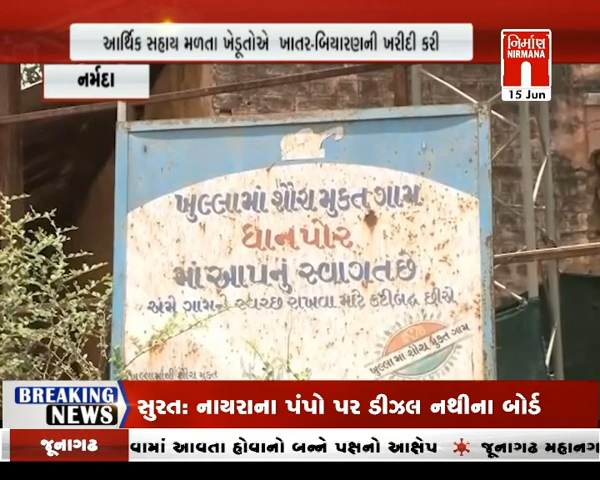 આર્થિક સહાય મળતા ખેડૂતોએ ખાતર-બિયારણની ખરીદી કરી
નિર્માણ
NIRMANA
15 Jun
નર્મદા
ખુલ્લામાં શૌચ મુક્ત ગામ
ધાનપોર
માં આપનું સ્વાગત છે
અમે ગામને સ્વચ્છ રાખવા માટે કટીબદ્ધ છીએ
ખુલ્લામાં શૌચ મુક્ત ગામ
ખુલ્લામાંથી શૌચ મુક્ત
BREAKING NEWS
સુરત: નાયરાના પંપો પર ડીઝલ નથીના બોર્ડ
જૂનાગઢ
વામાં આવતા હોવાનો બન્ને પક્ષનો આક્ષેપ
જૂનાગઢ મહાનગ